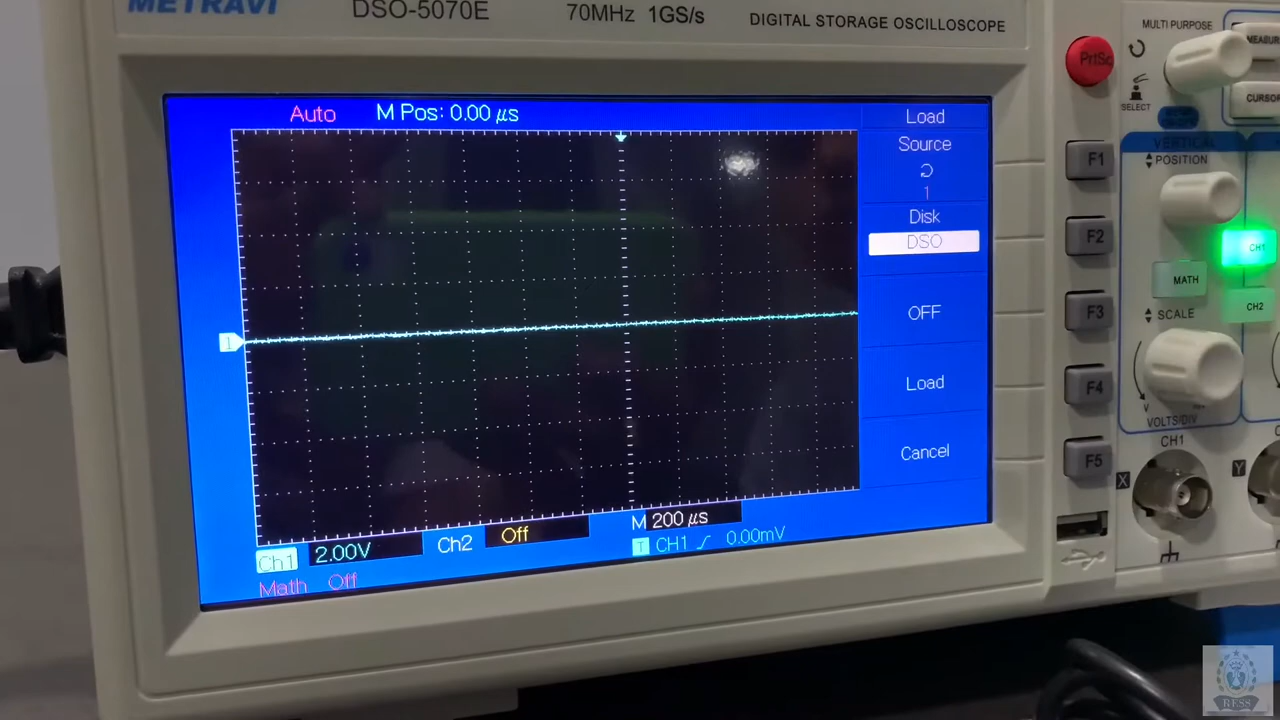 METRAVI DSO-5070E 70MHz 1GS/s DIGITAL STORAGE OSCILLOSCOPE
Auto M Pos: 0.00 μs
Load
Source
1
Disk
DSO
OFF
Load
Cancel
1
Ch1 2.00V Ch2 Off M 200 μs
T CH1 0.00mV
Math Off
PrtSc
F1
F2
F3
F4
F5
MULTI PURPOSE
SELECT
CURSOR
VERTICAL
POSITION
CH1
MATH
CH2
SCALE
V
VOLTS/DIV
CH1
X
Y
RESS